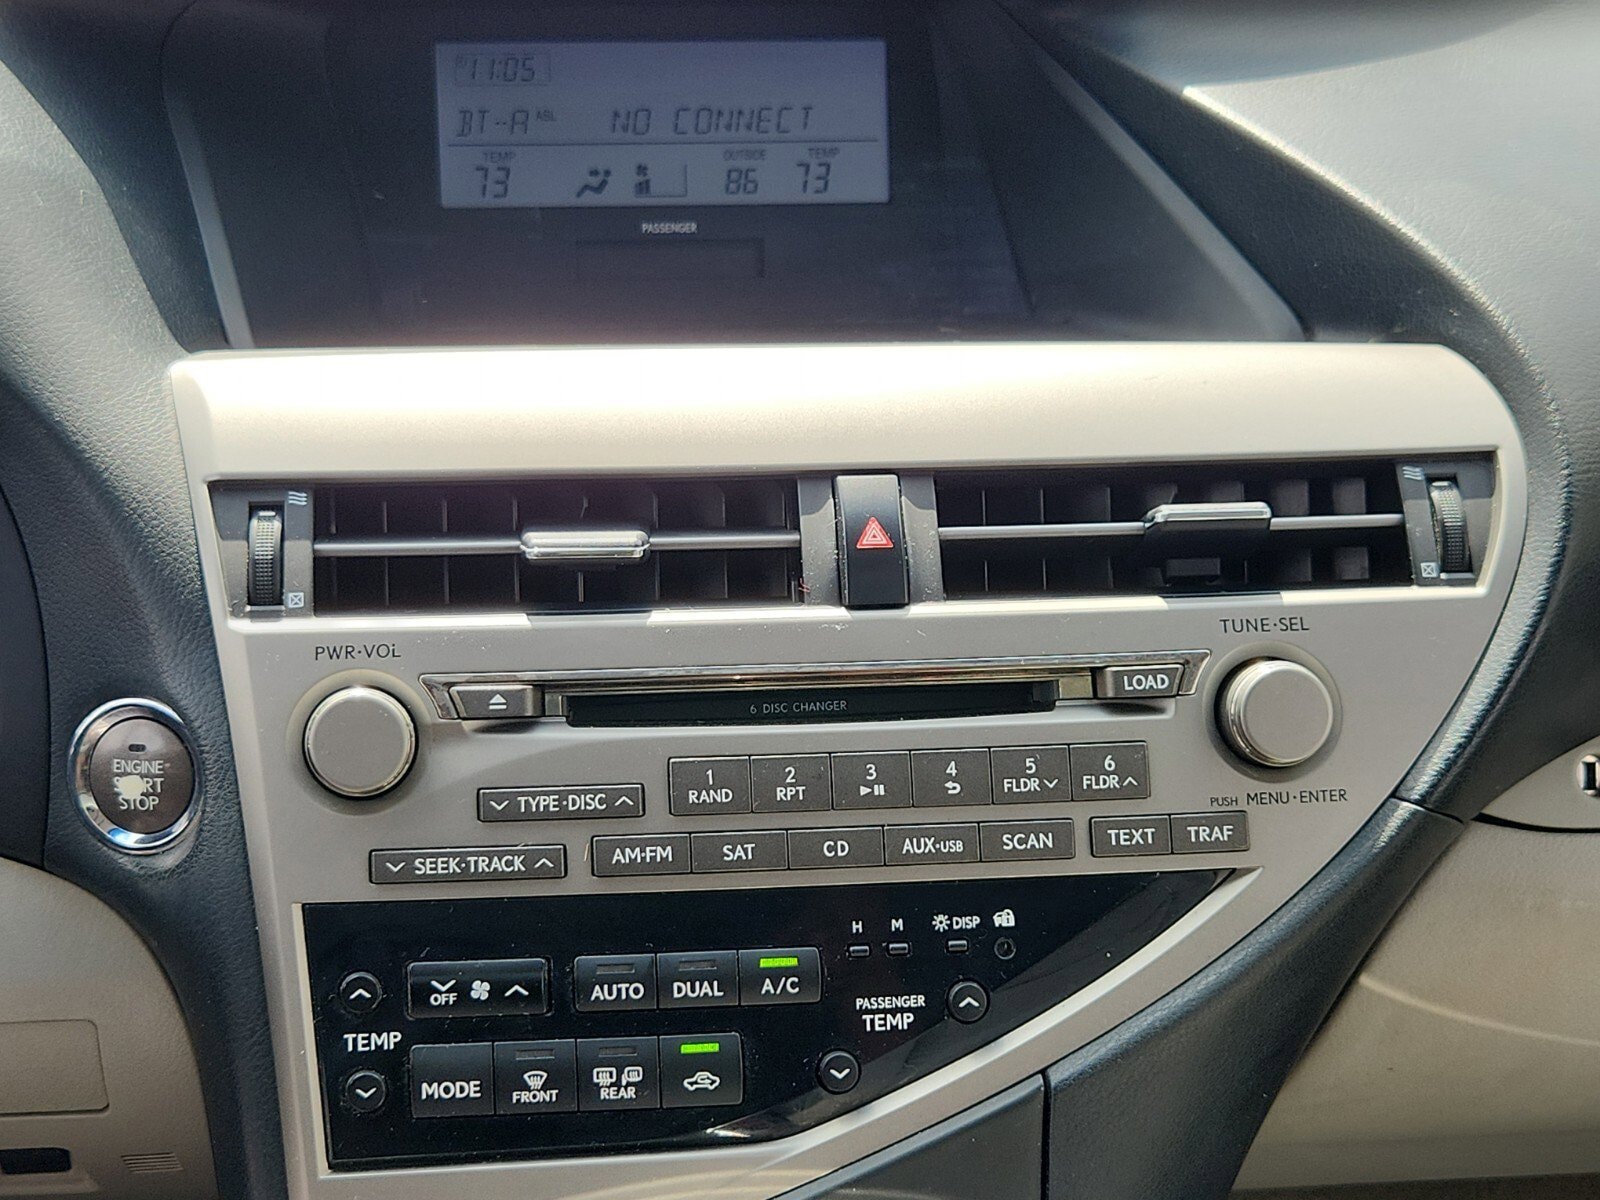 11:05
BT-A ABL NO CONNECT
TEMP OUTSIDE TEMP
73 86 73
PASSENGER
PWR·VOL
TUNE·SEL
LOAD
6 DISC CHANGER
ENGINE
START
STOP
TYPE·DISC
1 RAND
2 RPT
3
4
5 FLDR
6 FLDR
PUSH MENU·ENTER
SEEK·TRACK
AM·FM
SAT
CD
AUX·USB
SCAN
TEXT
TRAF
H M DISP
OFF
AUTO
DUAL
A/C
PASSENGER
TEMP
TEMP
MODE
FRONT
REAR